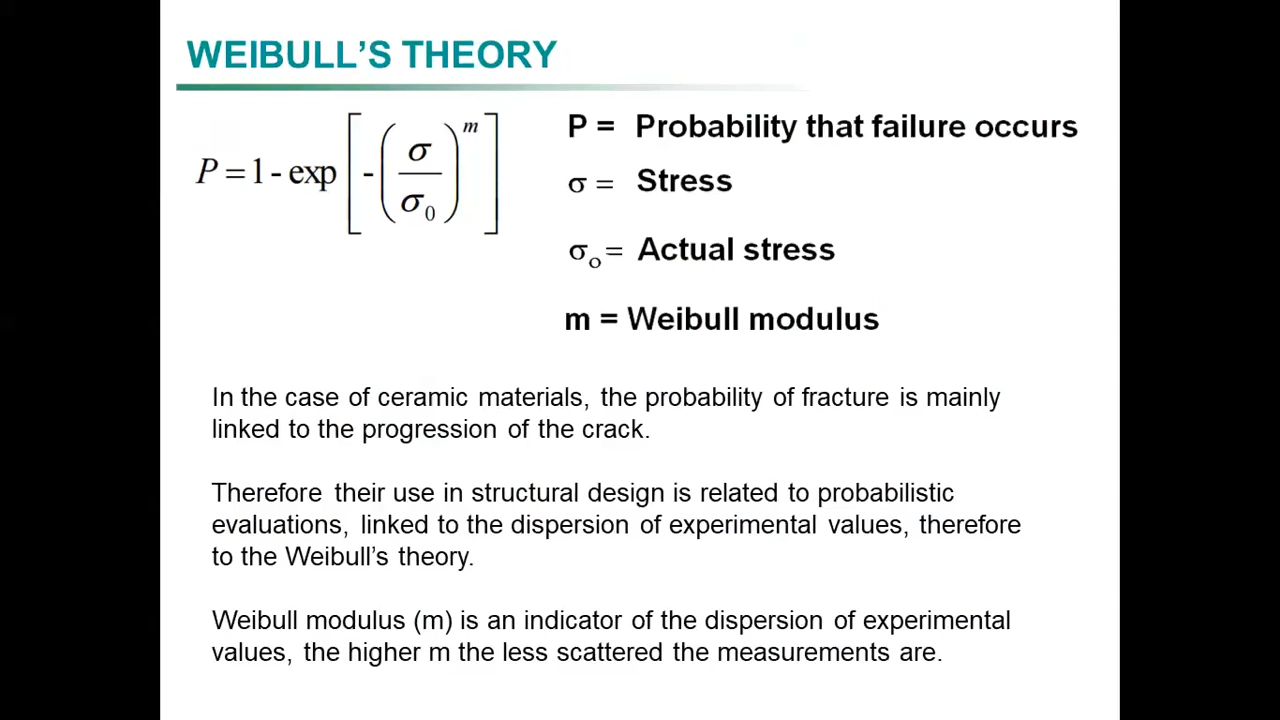 WEIBULL'S THEORY
P = 1 - exp [ - ( σ / σ₀ )ᵐ ]
P = Probability that failure occurs
σ = Stress
σₒ = Actual stress
m = Weibull modulus
In the case of ceramic materials, the probability of fracture is mainly
linked to the progression of the crack.
Therefore their use in structural design is related to probabilistic
evaluations, linked to the dispersion of experimental values, therefore
to the Weibull's theory.
Weibull modulus (m) is an indicator of the dispersion of experimental
values, the higher m the less scattered the measurements are.